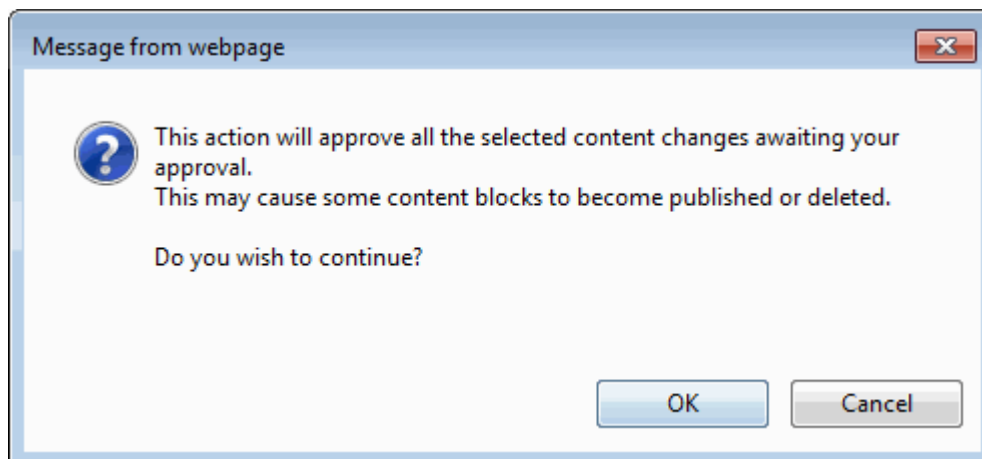 Message from webpage
This action will approve all the selected content changes awaiting your
approval.
This may cause some content blocks to become published or deleted.
Do you wish to continue?
OK Cancel